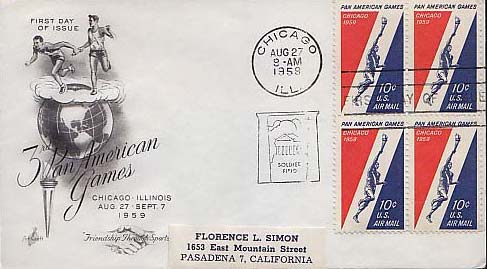 FIRST DAY
OF ISSUE
3rd Pan American
Games
CHICAGO · ILLINOIS
AUG. 27 - SEPT. 7
1959
Friendship Through Sports
CHICAGO
AUG 27
9-AM
1959
ILL.
SOLDIER
FIELD
PAN AMERICAN GAMES
CHICAGO
1959
10¢
U.S.
AIR MAIL
PAN AMERICAN GAMES
CHICAGO
1959
10¢
U.S.
AIR MAIL
PAN AMERICAN GAMES
CHICAGO
1959
10¢
U.S.
AIR MAIL
PAN AMERICAN GAMES
CHICAGO
1959
10¢
U.S.
AIR MAIL
FLORENCE L. SIMON
1653 East Mountain Street
PASADENA 7, CALIFORNIA